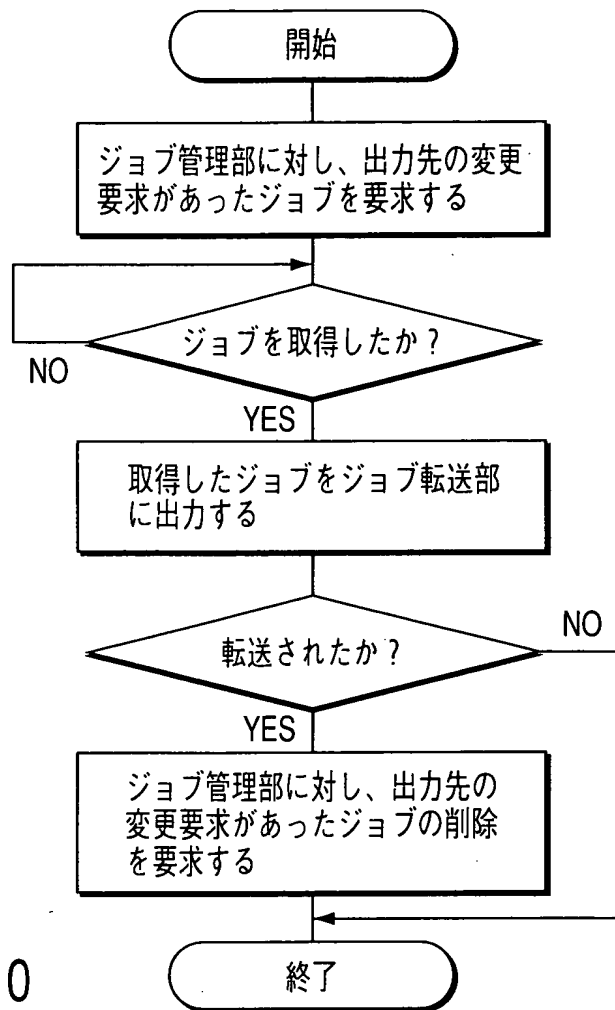 開始
ジョブ管理部に対し、出力先の変更
要求があったジョブを要求する
ジョブを取得したか？
NO
YES
取得したジョブをジョブ転送部
に出力する
転送されたか？
NO
YES
ジョブ管理部に対し、出力先の
変更要求があったジョブの削除
を要求する
終了
0